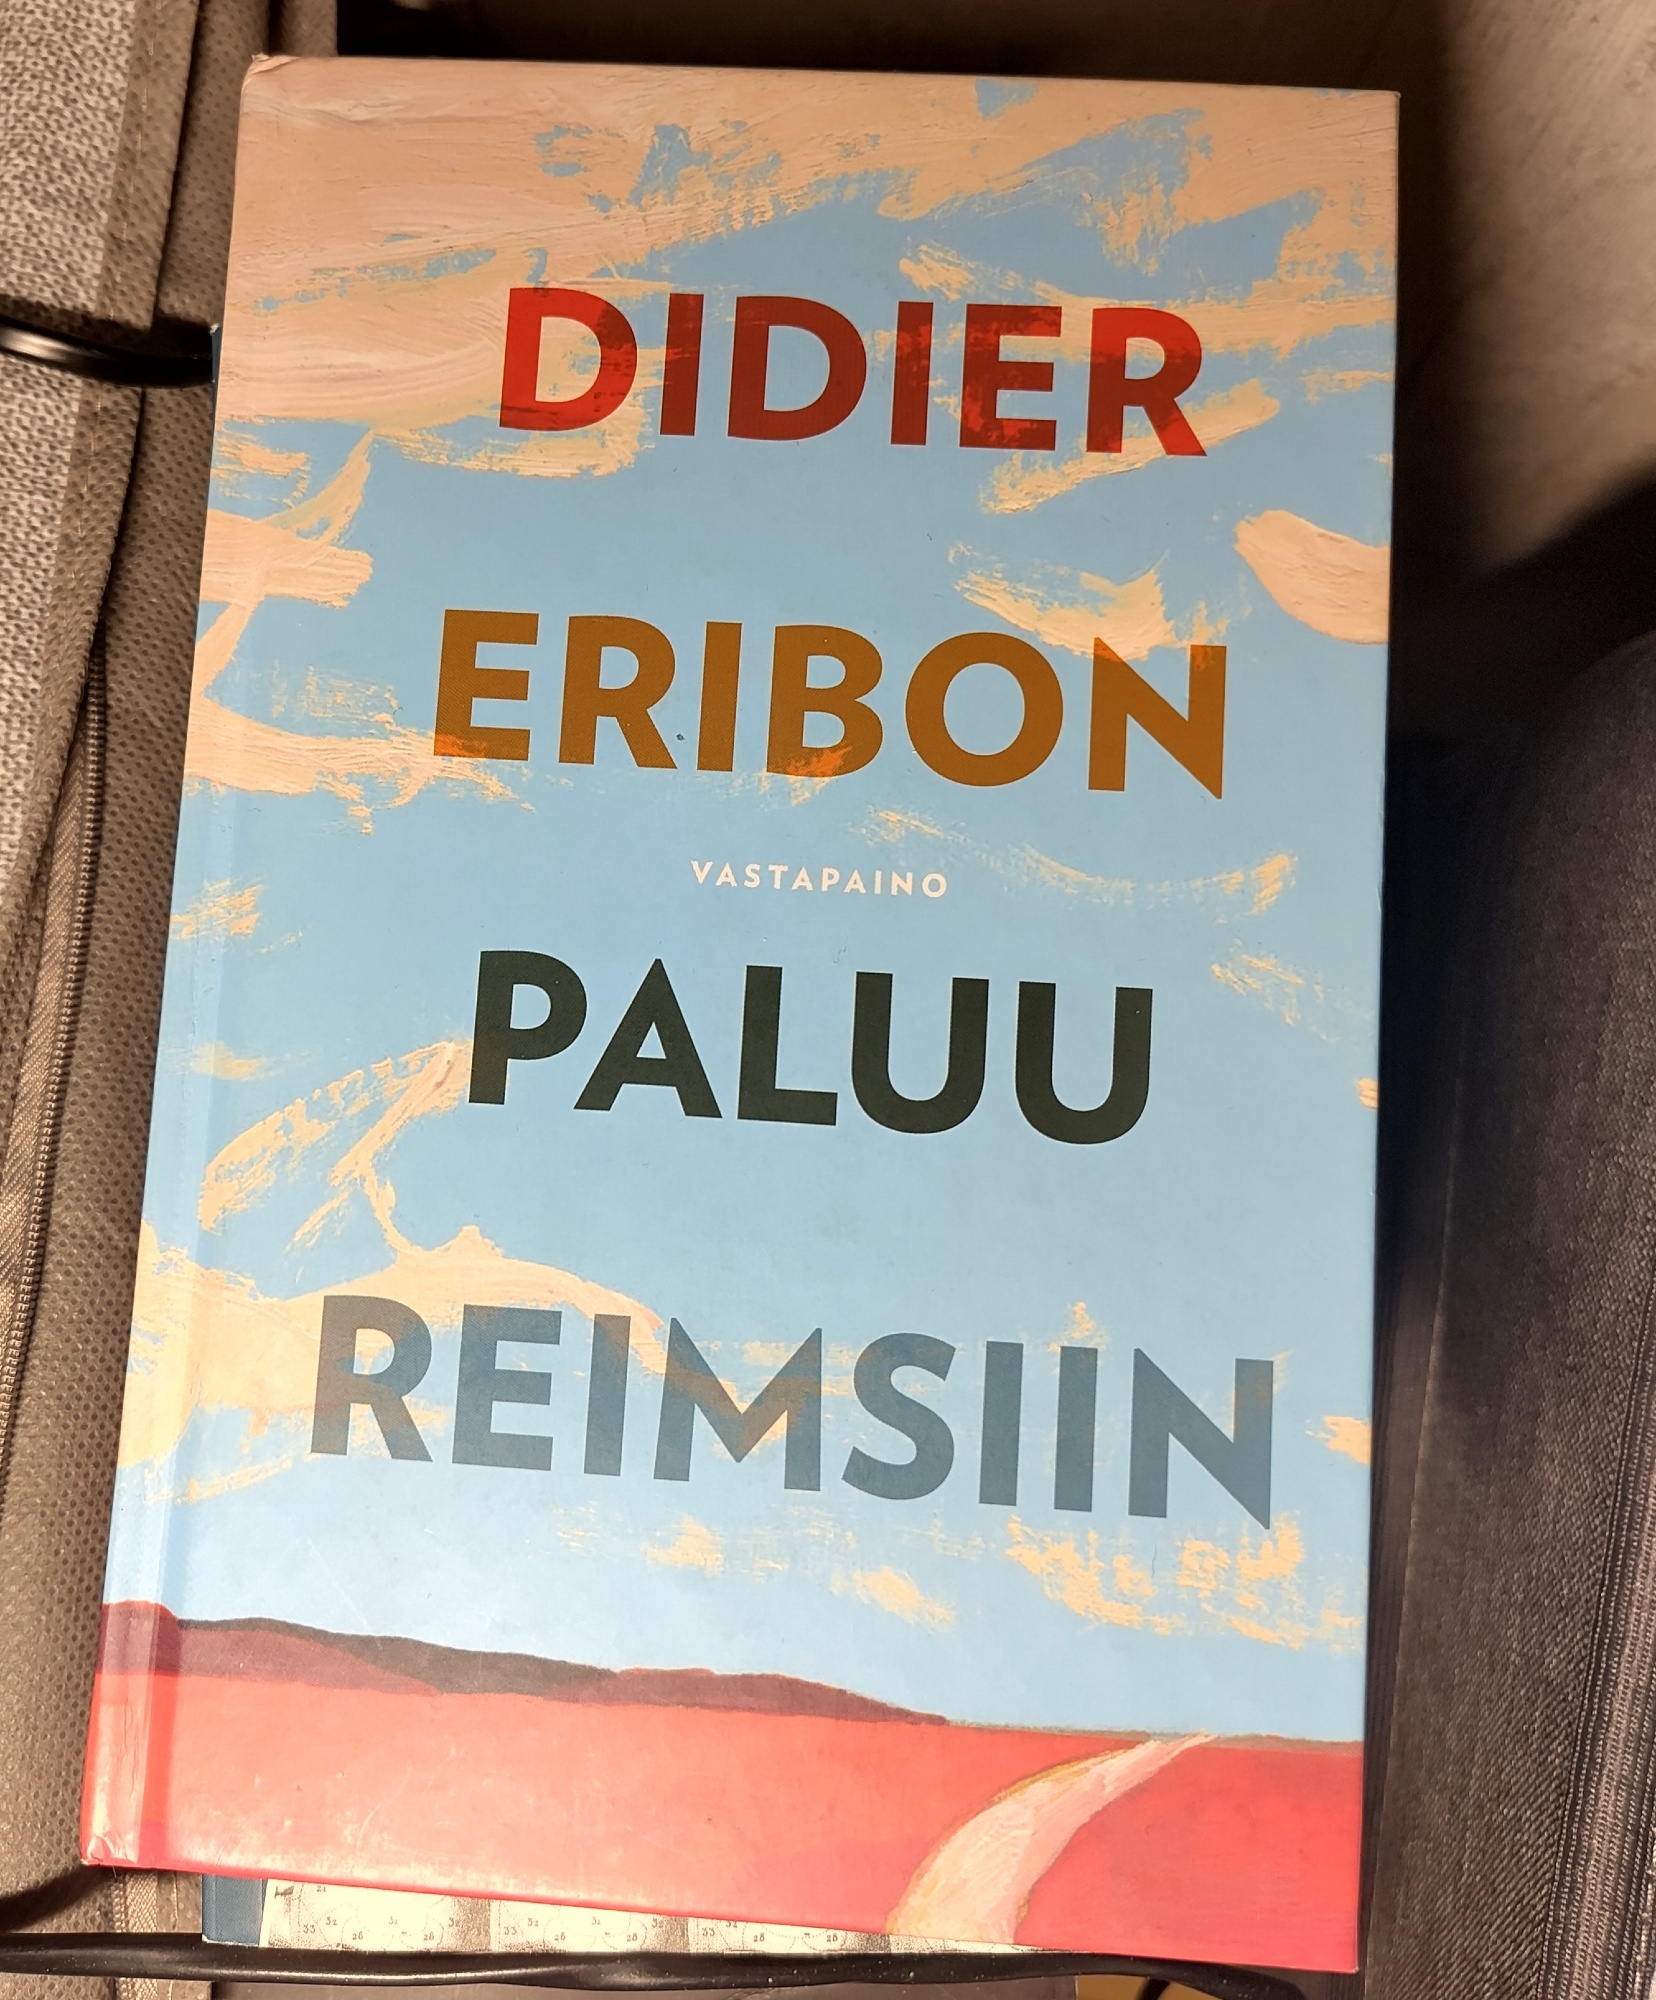 DIDIER
ERIBON
VASTAPAINO
PALUU
REIMSIIN